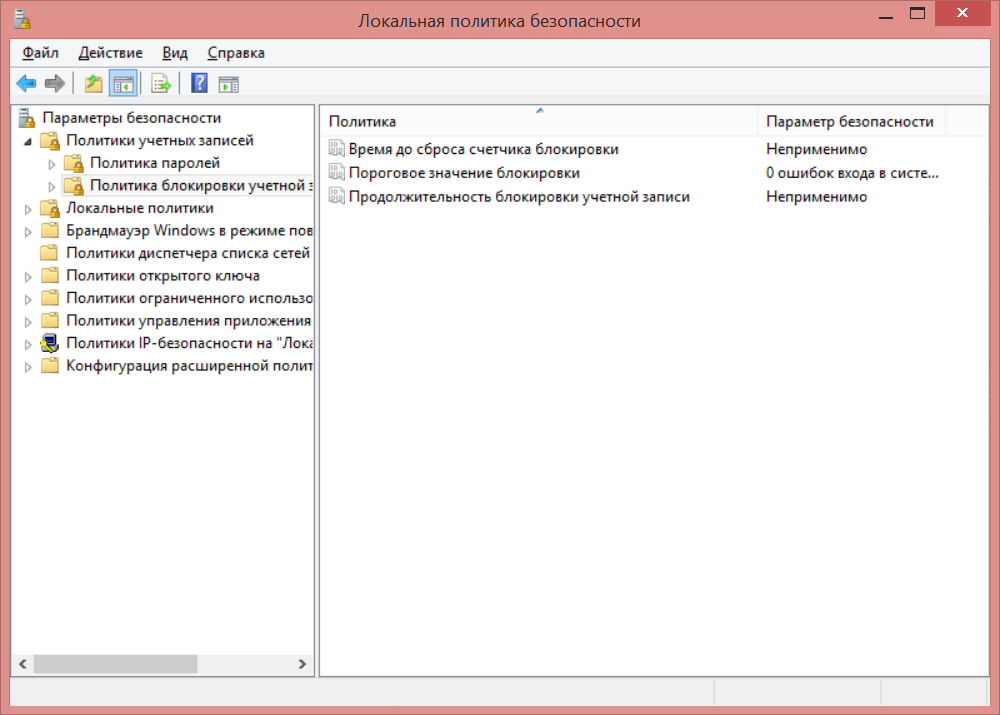 Локальная политика безопасности
Файл Действие Вид Справка
Параметры безопасности
Политики учетных записей
Политика паролей
Политика блокировки учетной з
Локальные политики
Брандмауэр Windows в режиме пов
Политики диспетчера списка сетей
Политики открытого ключа
Политики ограниченного использо
Политики управления приложения
Политики IP-безопасности на "Лока
Конфигурация расширенной полит
Политика Параметр безопасности
Время до сброса счетчика блокировки Неприменимо
Пороговое значение блокировки 0 ошибок входа в систе...
Продолжительность блокировки учетной записи Неприменимо